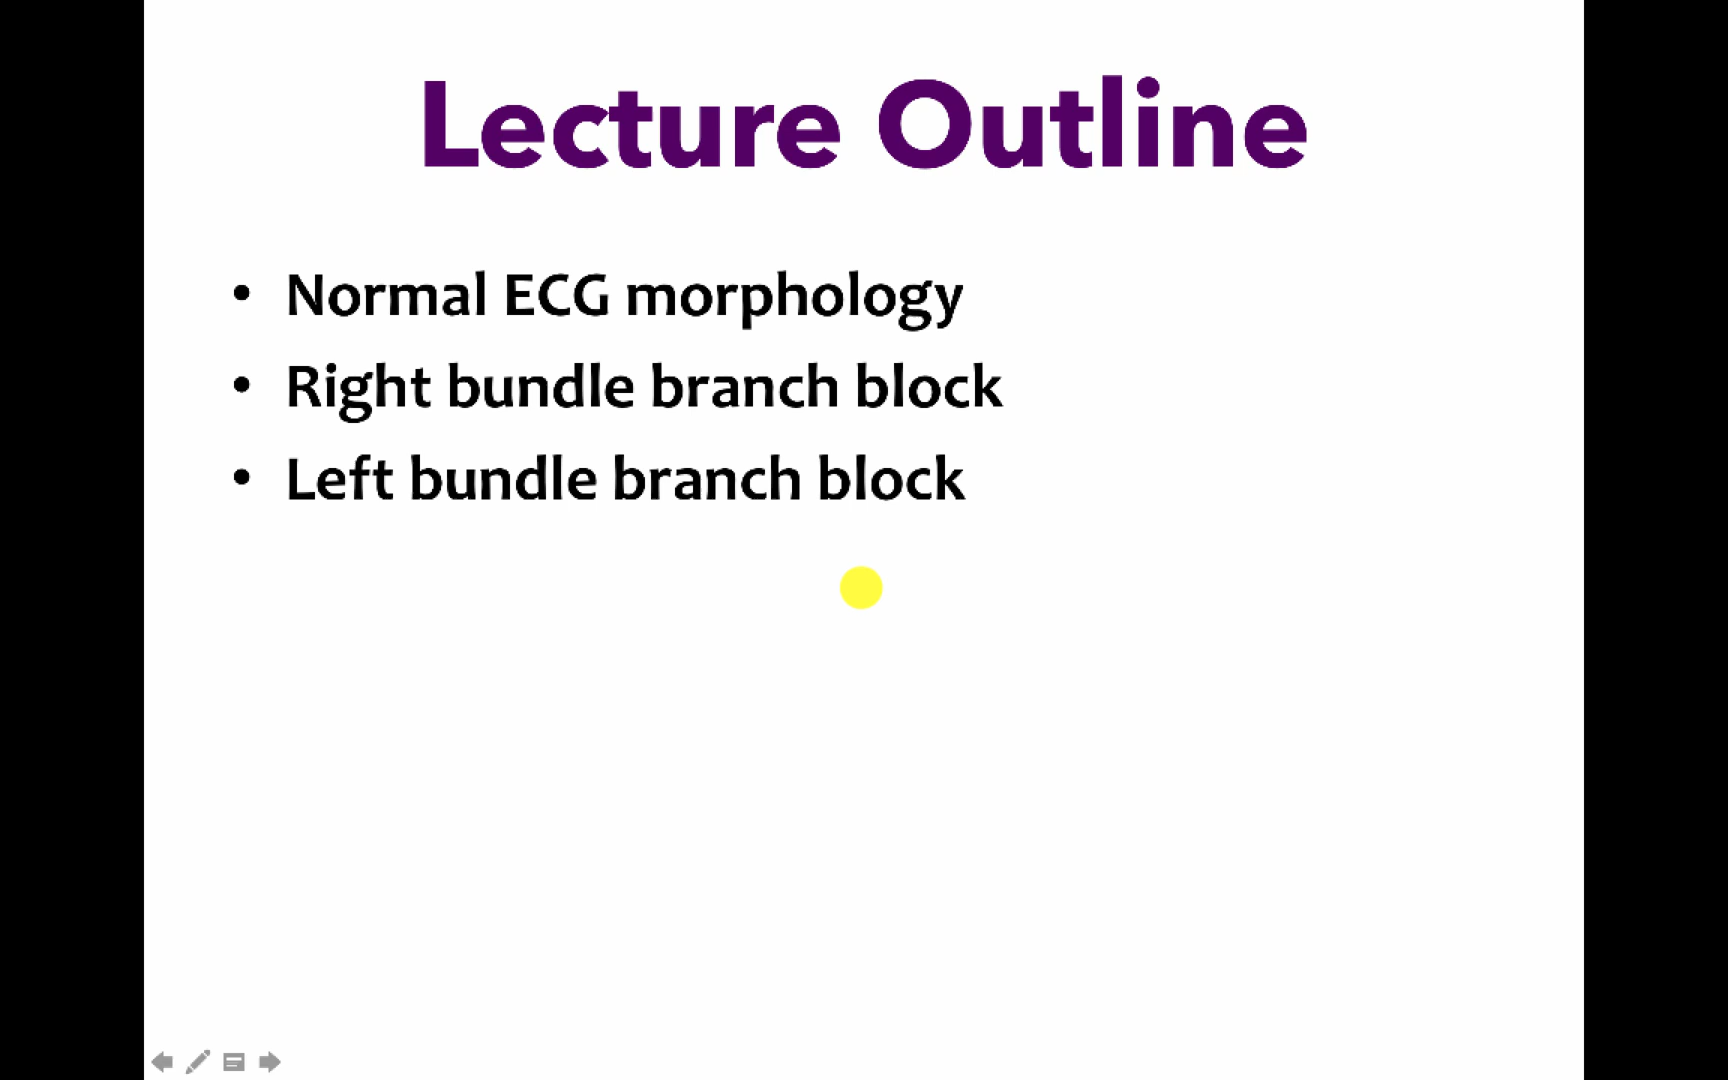 Lecture Outline
• Normal ECG morphology
• Right bundle branch block
• Left bundle branch block